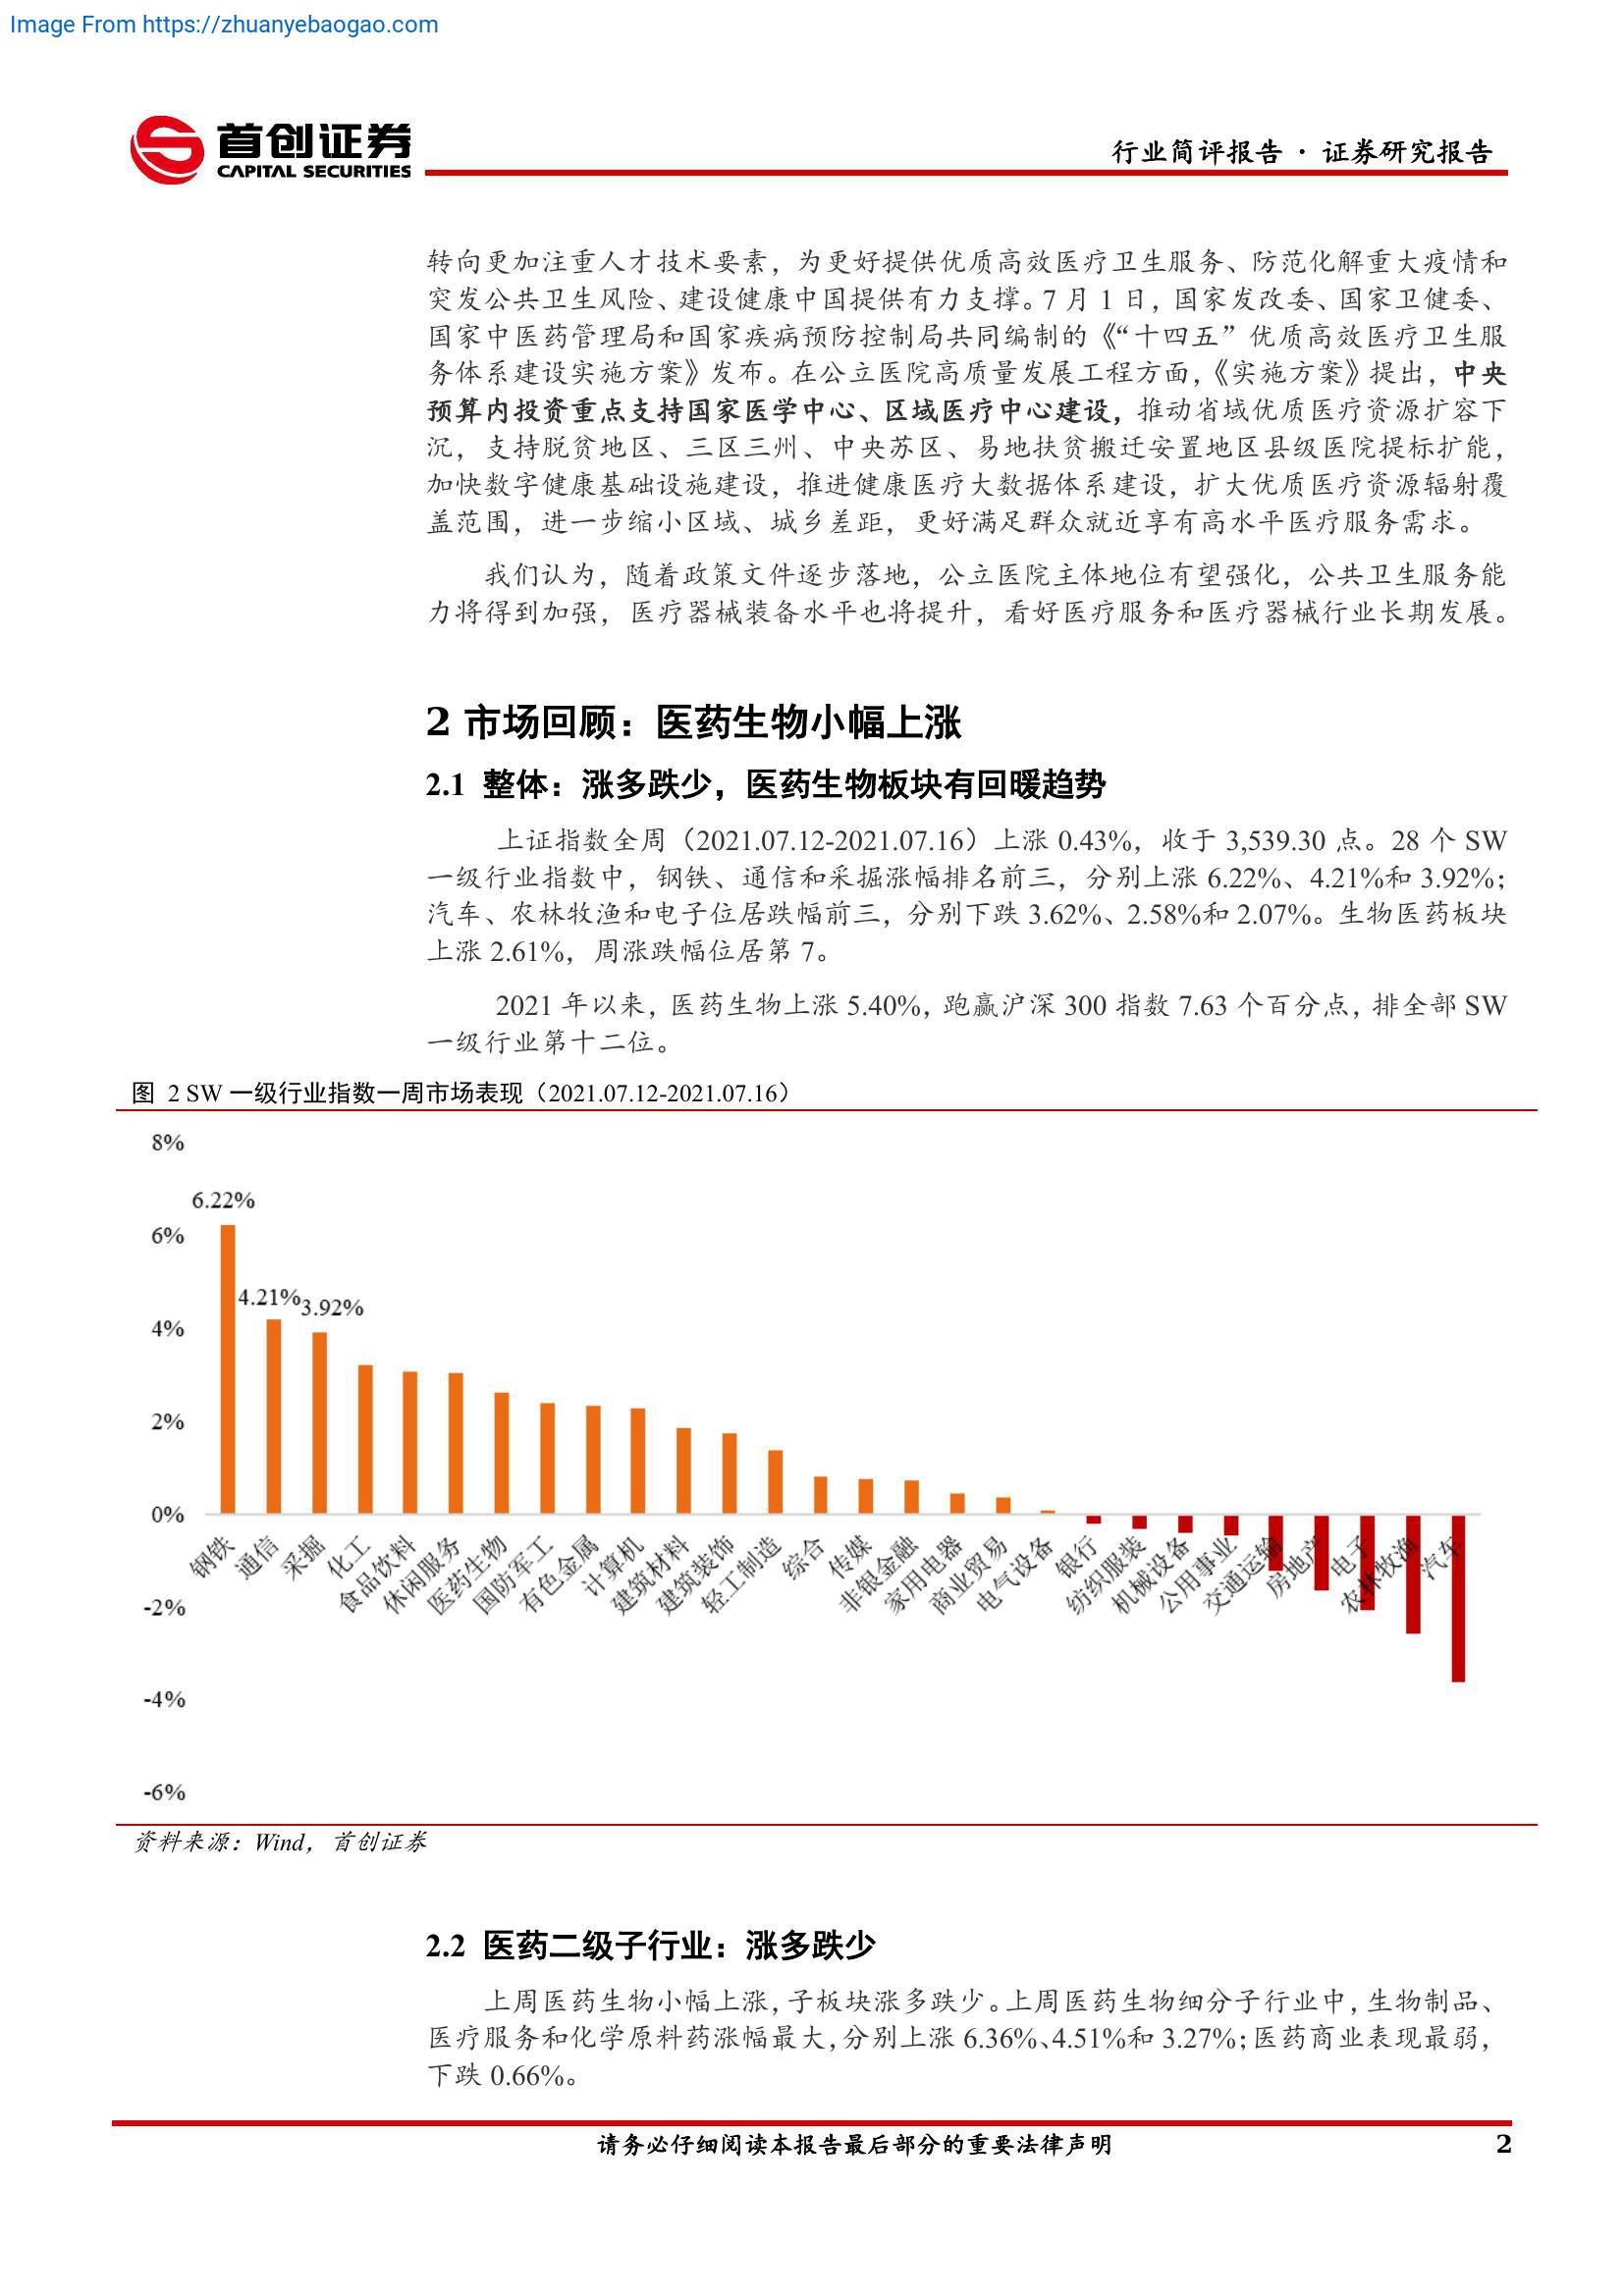 Image From https://zhuanyebaogao.com
首创证券
CAPITAL SECURITIES
行业简评报告 · 证券研究报告
转向更加注重人才技术要素，为更好提供优质高效医疗卫生服务、防范化解重大疫情和
突发公共卫生风险、建设健康中国提供有力支撑。7 月 1 日，国家发改委、国家卫健委、
国家中医药管理局和国家疾病预防控制局共同编制的《“十四五”优质高效医疗卫生服
务体系建设实施方案》发布。在公立医院高质量发展工程方面，《实施方案》提出，中央
预算内投资重点支持国家医学中心、区域医疗中心建设，推动省域优质医疗资源扩容下
沉，支持脱贫地区、三区三州、中央苏区、易地扶贫搬迁安置地区县级医院提标扩能，
加快数字健康基础设施建设，推进健康医疗大数据体系建设，扩大优质医疗资源辐射覆
盖范围，进一步缩小区域、城乡差距，更好满足群众就近享有高水平医疗服务需求。
我们认为，随着政策文件逐步落地，公立医院主体地位有望强化，公共卫生服务能
力将得到加强，医疗器械装备水平也将提升，看好医疗服务和医疗器械行业长期发展。
2 市场回顾：医药生物小幅上涨
2.1 整体：涨多跌少，医药生物板块有回暖趋势
上证指数全周（2021.07.12-2021.07.16）上涨 0.43%，收于 3,539.30 点。28 个 SW
一级行业指数中，钢铁、通信和采掘涨幅排名前三，分别上涨 6.22%、4.21%和 3.92%；
汽车、农林牧渔和电子位居跌幅前三，分别下跌 3.62%、2.58%和 2.07%。生物医药板块
上涨 2.61%，周涨跌幅位居第 7。
2021 年以来，医药生物上涨 5.40%，跑赢沪深 300 指数 7.63 个百分点，排全部 SW
一级行业第十二位。
图 2 SW 一级行业指数一周市场表现（2021.07.12-2021.07.16）
8%
6%
4%
2%
0%
-2%
-4%
-6%
6.22%
4.21%
3.92%
钢铁
通信
采掘
化工
食品饮料
休闲服务
医药生物
国防军工
有色金属
计算机
建筑材料
建筑装饰
轻工制造
综合
传媒
非银金融
家用电器
商业贸易
电气设备
银行
纺织服装
机械设备
公用事业
交通运输
房地产
电子
农林牧渔
汽车
资料来源：Wind，首创证券
2.2 医药二级子行业：涨多跌少
上周医药生物小幅上涨，子板块涨多跌少。上周医药生物细分子行业中，生物制品、
医疗服务和化学原料药涨幅最大，分别上涨 6.36%、4.51%和 3.27%；医药商业表现最弱，
下跌 0.66%。
请务必仔细阅读本报告最后部分的重要法律声明
2